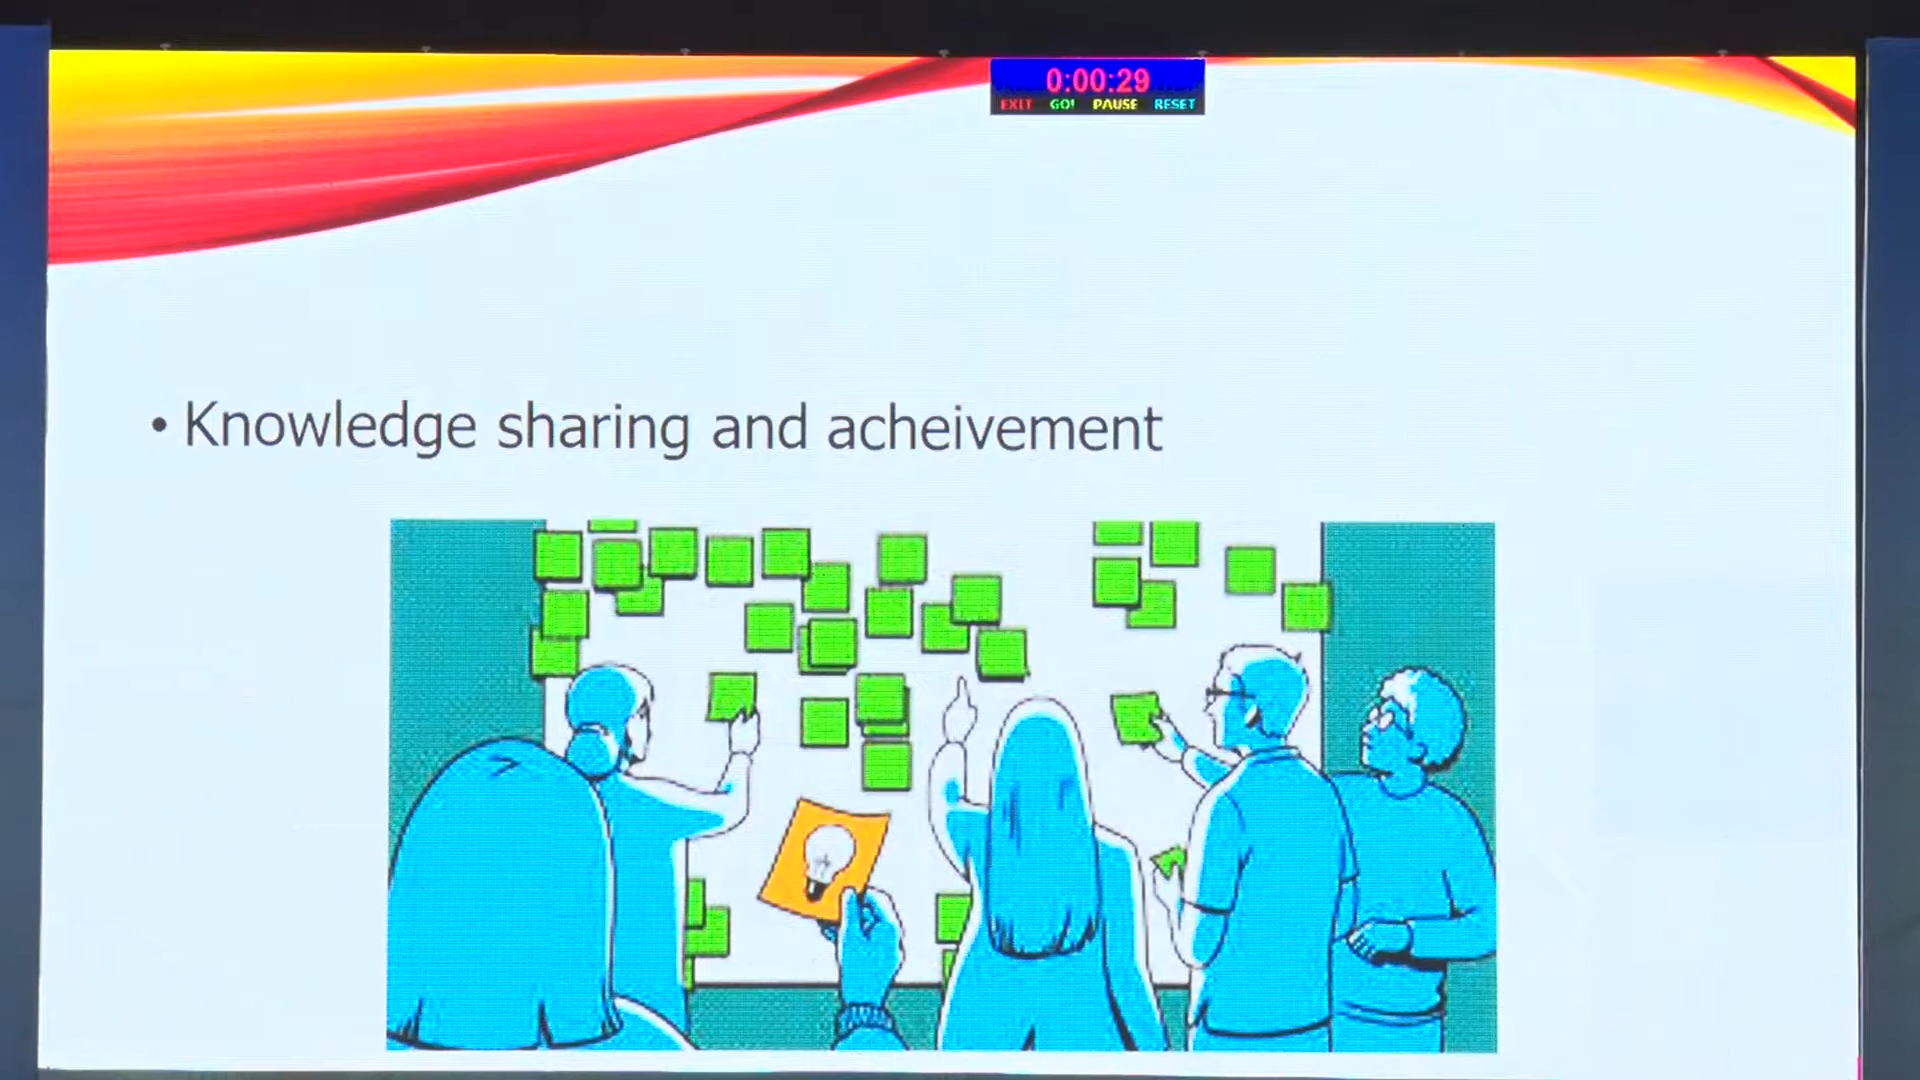 0:00:29
EXIT GO! PAUSE RESET
• Knowledge sharing and acheivement